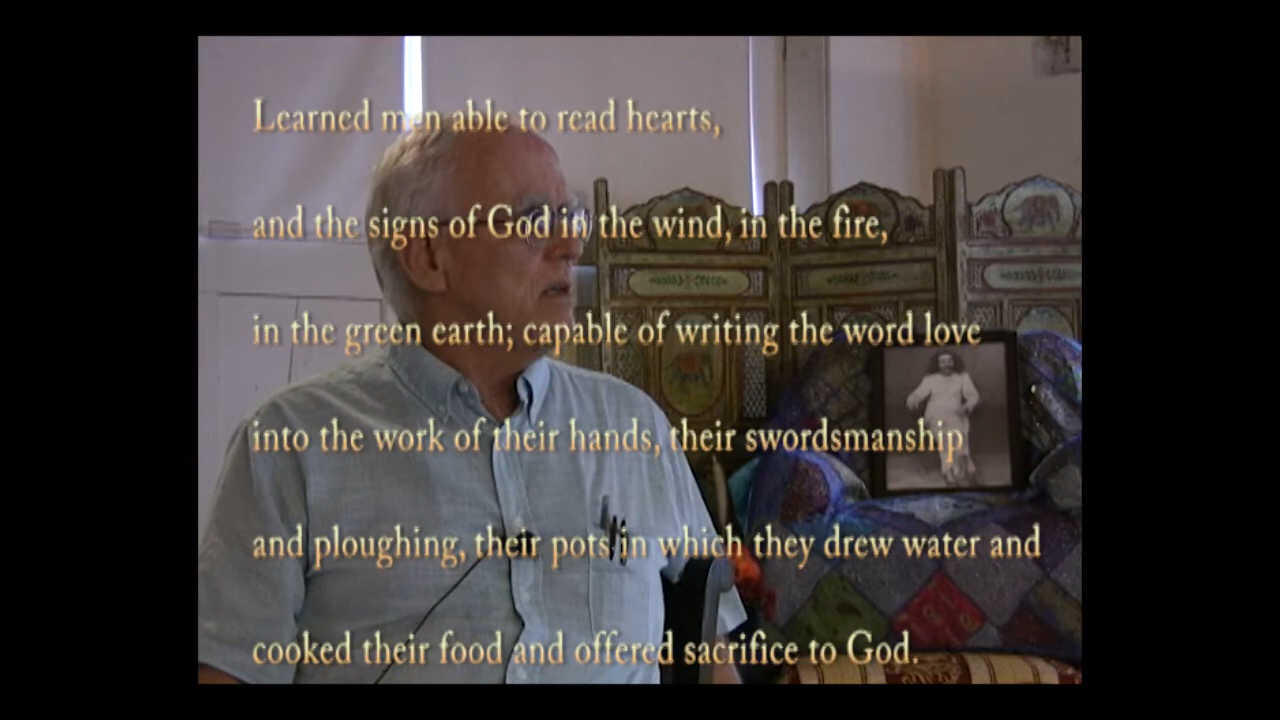 Learned men able to read hearts,
and the signs of God in the wind, in the fire,
in the green earth; capable of writing the word love
into the work of their hands, their swordsmanship
and ploughing, their pots in which they drew water and
cooked their food and offered sacrifice to God.